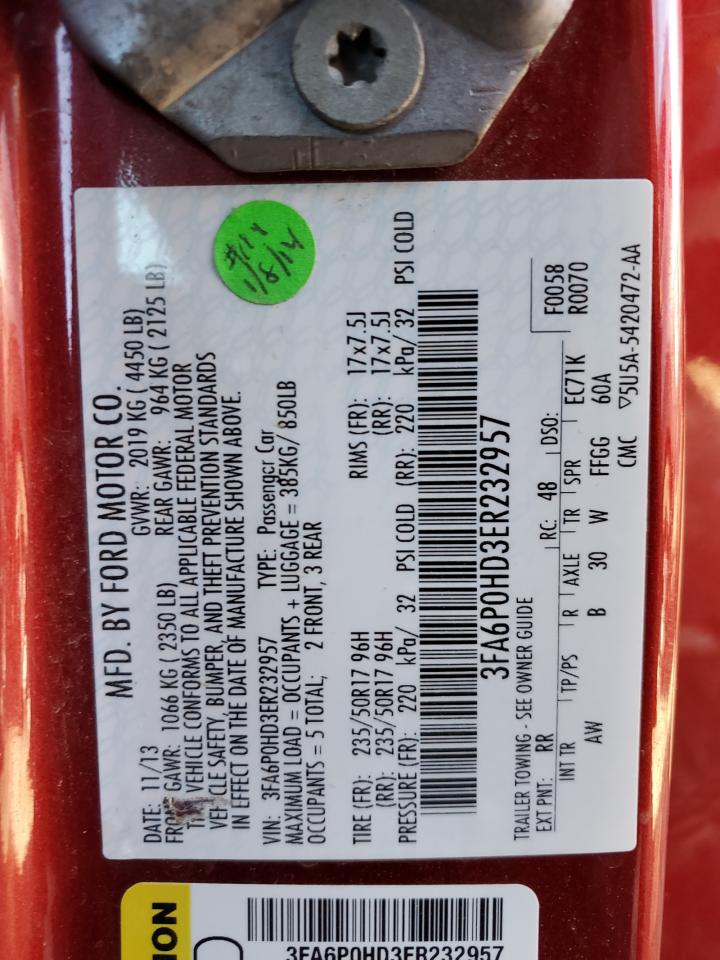 MFD. BY FORD MOTOR CO.
DATE: 11/13 GVWR: 2019 KG ( 4450 LB)
FRONT GAWR: 1066 KG ( 2350 LB) REAR GAWR: 964 KG ( 2125 LB)
VEHICLE CONFORMS TO ALL APPLICABLE FEDERAL MOTOR
VEHICLE SAFETY, BUMPER, AND THEFT PREVENTION STANDARDS
IN EFFECT ON THE DATE OF MANUFACTURE SHOWN ABOVE.
VIN: 3FA6P0HD3ER232957 TYPE: Passenger Car
MAXIMUM LOAD = OCCUPANTS + LUGGAGE = 385KG/ 850LB
OCCUPANTS = 5 TOTAL; 2 FRONT, 3 REAR
TIRE (FR): 235/50R17 96H RIMS (FR): 17x7.5J
(RR): 235/50R17 96H (RR): 17x7.5J
PRESSURE (FR): 220 kPa/ 32 PSI COLD (RR): 220 kPa/ 32 PSI COLD
3FA6P0HD3ER232957
TRAILER TOWING - SEE OWNER GUIDE
EXT PNT: RR RC: 48 DSO: F0058
R0070
INT TR TP/PS R AXLE TR SPR EC71K
AW B 30 W FFGG 60A
CMC ▽5U5A-5420472-AA
1/8/14
ION
3FA6P0HD3ER232957